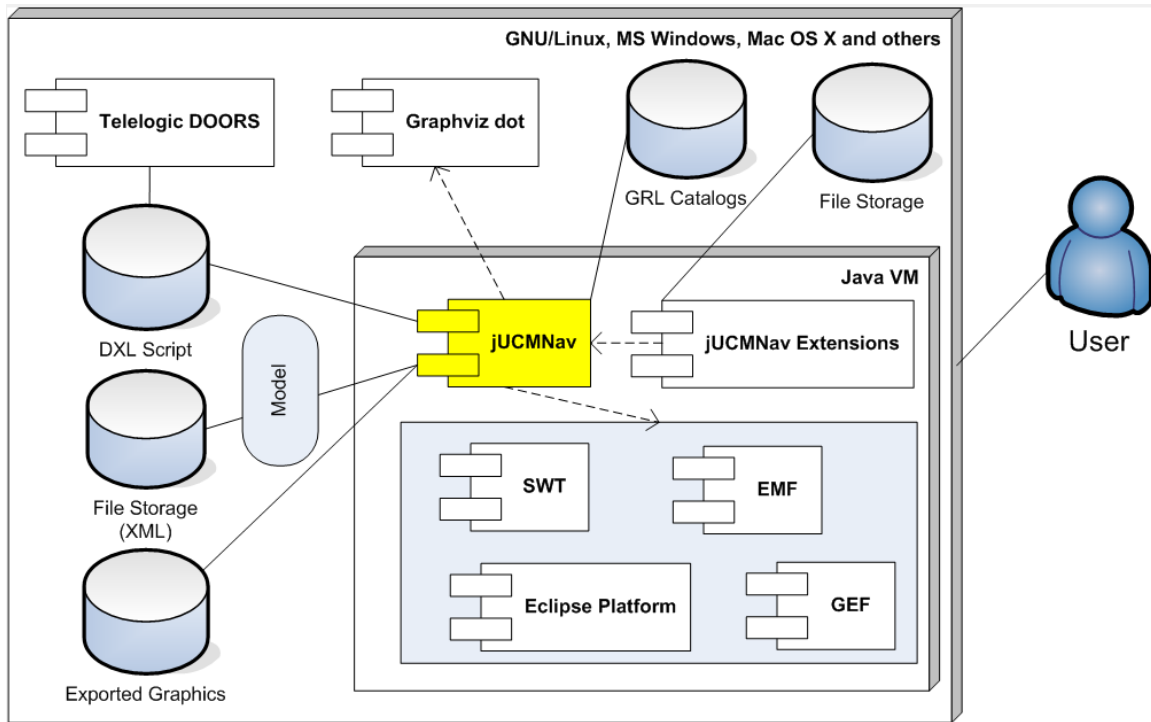 GNU/Linux, MS Windows, Mac OS X and others
Telelogic DOORS
Graphviz dot
GRL Catalogs
File Storage
DXL Script
Java VM
jUCMNav
jUCMNav Extensions
User
Model
File Storage
(XML)
SWT
EMF
Eclipse Platform
GEF
Exported Graphics